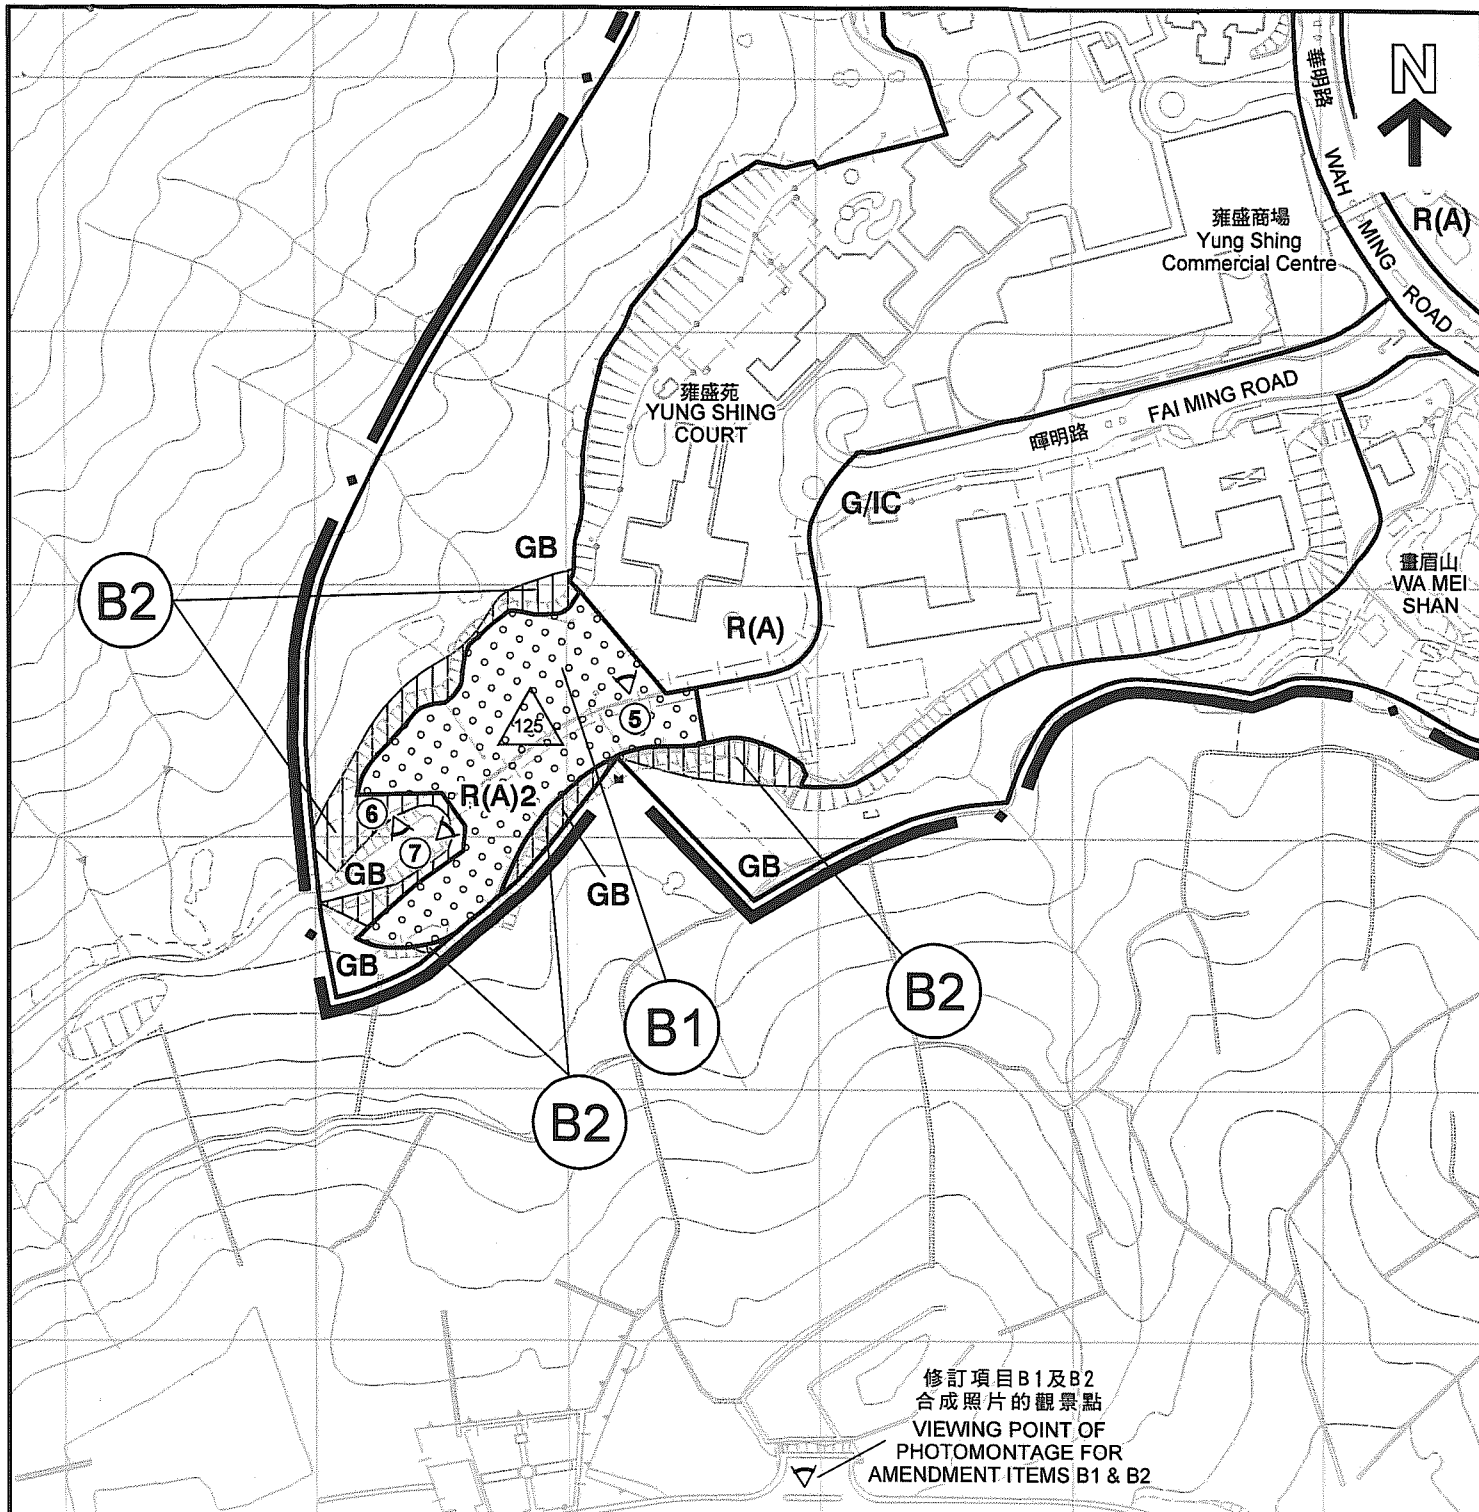 N
華明路
WAH MING ROAD
R(A)
雍盛商場
Yung Shing
Commercial Centre
雍盛苑
YUNG SHING
COURT
暉明路
FAI MING ROAD
G/IC
GB
畫眉山
WA MEI
SHAN
B2
R(A)
125
5
R(A)2
6
7
GB
GB
GB
GB
B2
B1
B2
修訂項目B1及B2
合成照片的觀景點
VIEWING POINT OF
PHOTOMONTAGE FOR
AMENDMENT ITEMS B1 & B2